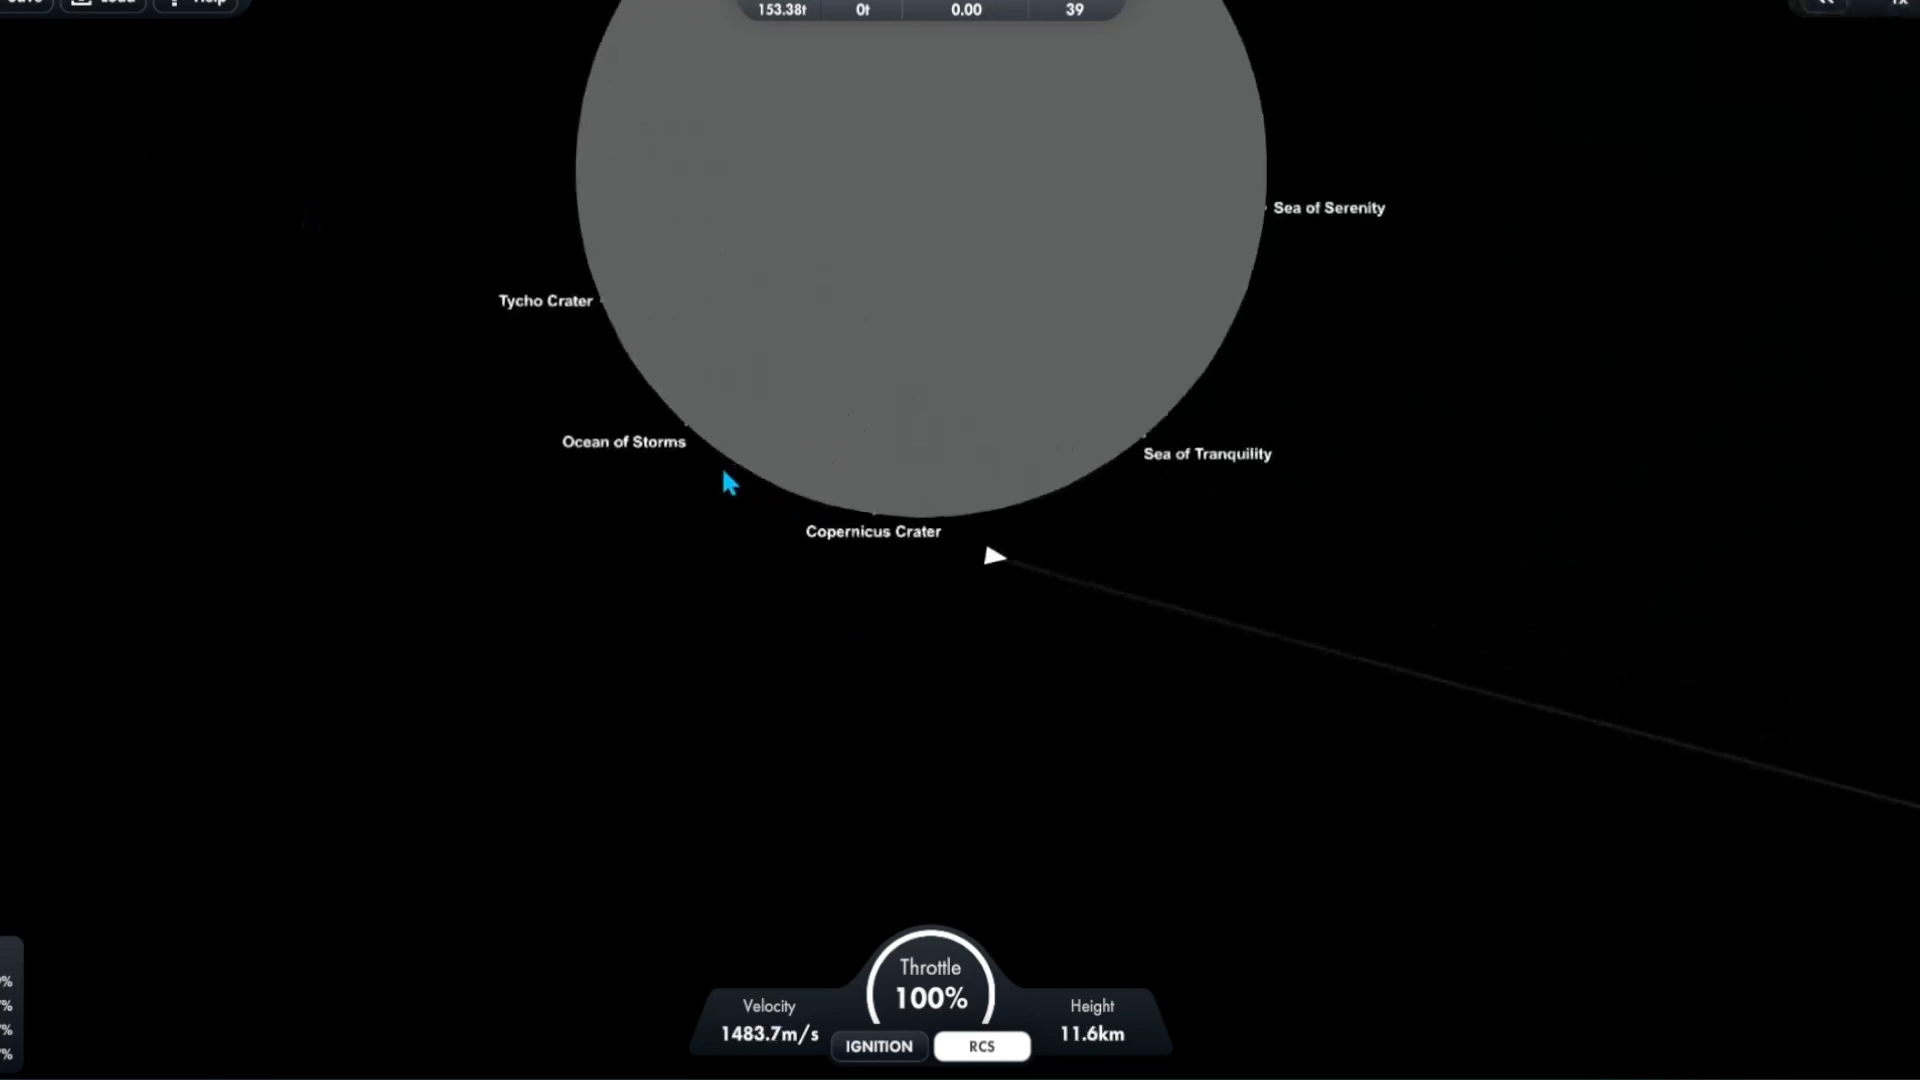 Help
153.38t 0t 0.00 39
Sea of Serenity
Tycho Crater
Ocean of Storms
Sea of Tranquility
Copernicus Crater
Throttle
100%
Velocity
1483.7m/s
Height
11.6km
IGNITION
RCS